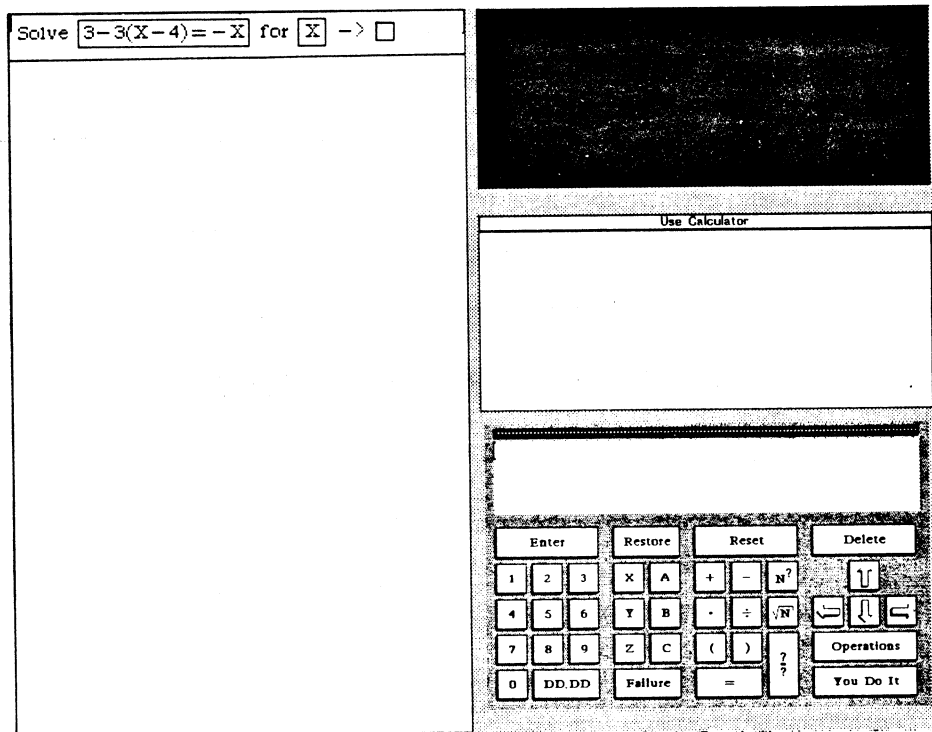 Solve 3-3(X-4)=-X for X -> □
Use Calculator
Enter Restore Reset Delete
1 2 3 X A + - N?
4 5 6 Y B · ÷ √N
7 8 9 Z C ( ) ?/? Operations
0 DD.DD Failure = You Do It